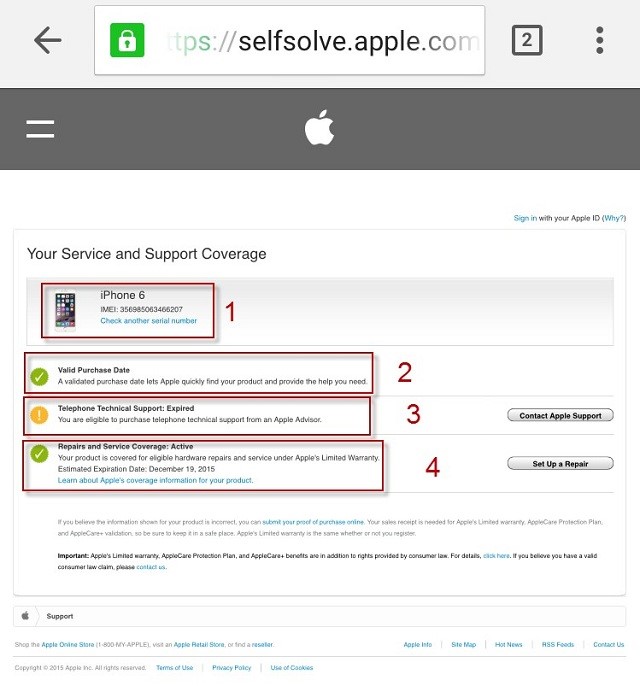 ttps://selfsolve.apple.com
2
Sign in with your Apple ID (Why?)
Your Service and Support Coverage
iPhone 6
IMEI: 356985063466207
Check another serial number
1
Valid Purchase Date
A validated purchase date lets Apple quickly find your product and provide the help you need.
2
Telephone Technical Support: Expired
You are eligible to purchase telephone technical support from an Apple Advisor.
3
Contact Apple Support
Repairs and Service Coverage: Active
Your product is covered for eligible hardware repairs and service under Apple's Limited Warranty.
Estimated Expiration Date: December 19, 2015
Learn about Apple's coverage information for your product.
4
Set Up a Repair
If you believe the information shown for your product is incorrect, you can submit your proof of purchase online. Your sales receipt is needed for Apple's Limited warranty, AppleCare Protection Plan,
and AppleCare+ validation, so be sure to keep it in a safe place. Apple's Limited Warranty is the same whether or not you register.
Important: Apple's Limited warranty, AppleCare Protection Plan, and AppleCare+ benefits are in addition to rights provided by consumer law. For details, click here. If you believe you have a valid
consumer law claim, please contact us.
Support
Shop the Apple Online Store (1-800-MY-APPLE), visit an Apple Retail Store, or find a reseller.
Apple Info
Site Map
Hot News
RSS Feeds
Contact Us
Copyright © 2015 Apple Inc. All rights reserved.
Terms of Use
Privacy Policy
Use of Cookies